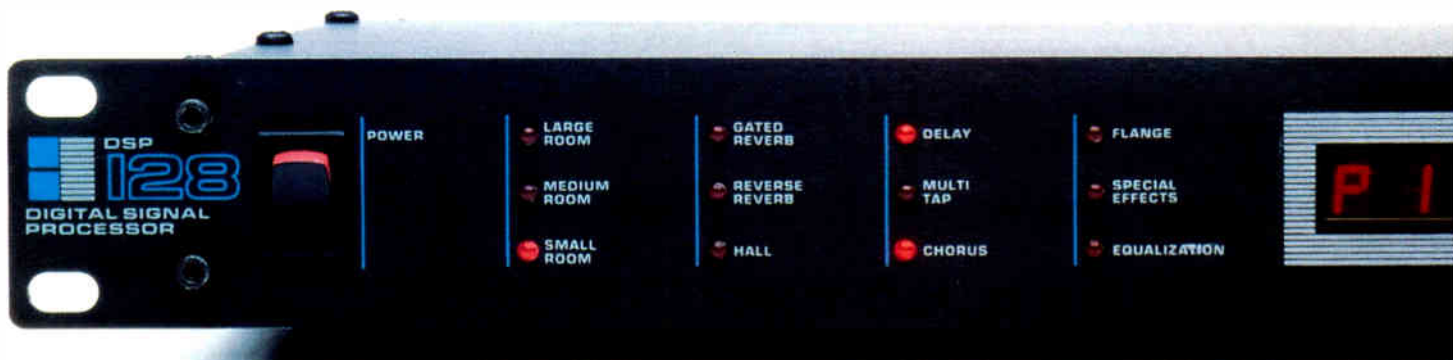 DSP
128
DIGITAL SIGNAL
PROCESSOR
POWER
LARGE
ROOM
MEDIUM
ROOM
SMALL
ROOM
GATED
REVERB
REVERSE
REVERB
HALL
DELAY
MULTI
TAP
CHORUS
FLANGE
SPECIAL
EFFECTS
EQUALIZATION
P 1